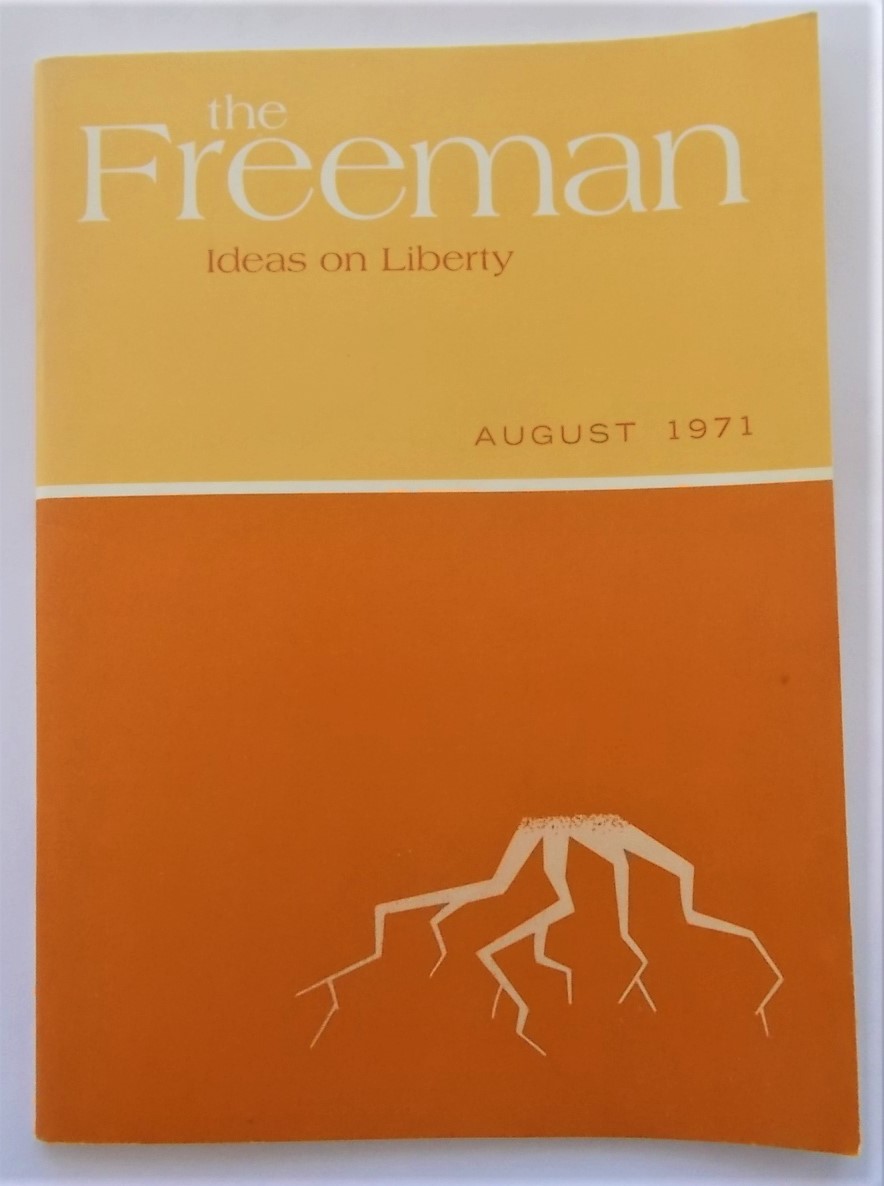 the
Freeman
Ideas on Liberty
AUGUST 1971